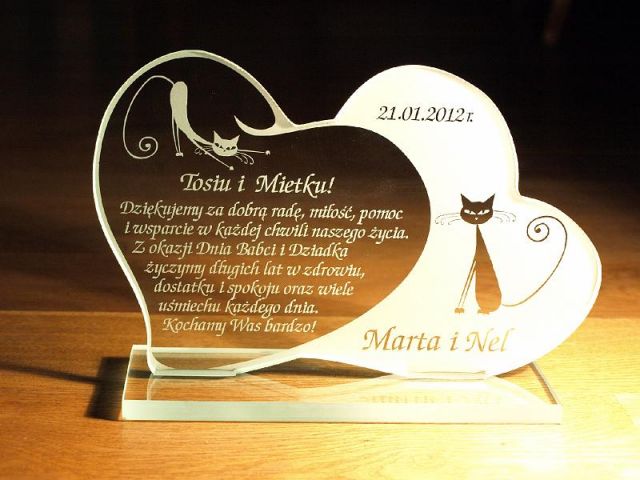 21.01.2012 r.
Tosiu i Mietku!
Dziękujemy za dobrą radę, miłość, pomoc
i wsparcie w każdej chwili naszego życia.
Z okazji Dnia Babci i Dziadka
życzymy długich lat w zdrowiu,
dostatku i spokoju oraz wiele
uśmiechu każdego dnia.
Kochamy Was bardzo!
Marta i Nel